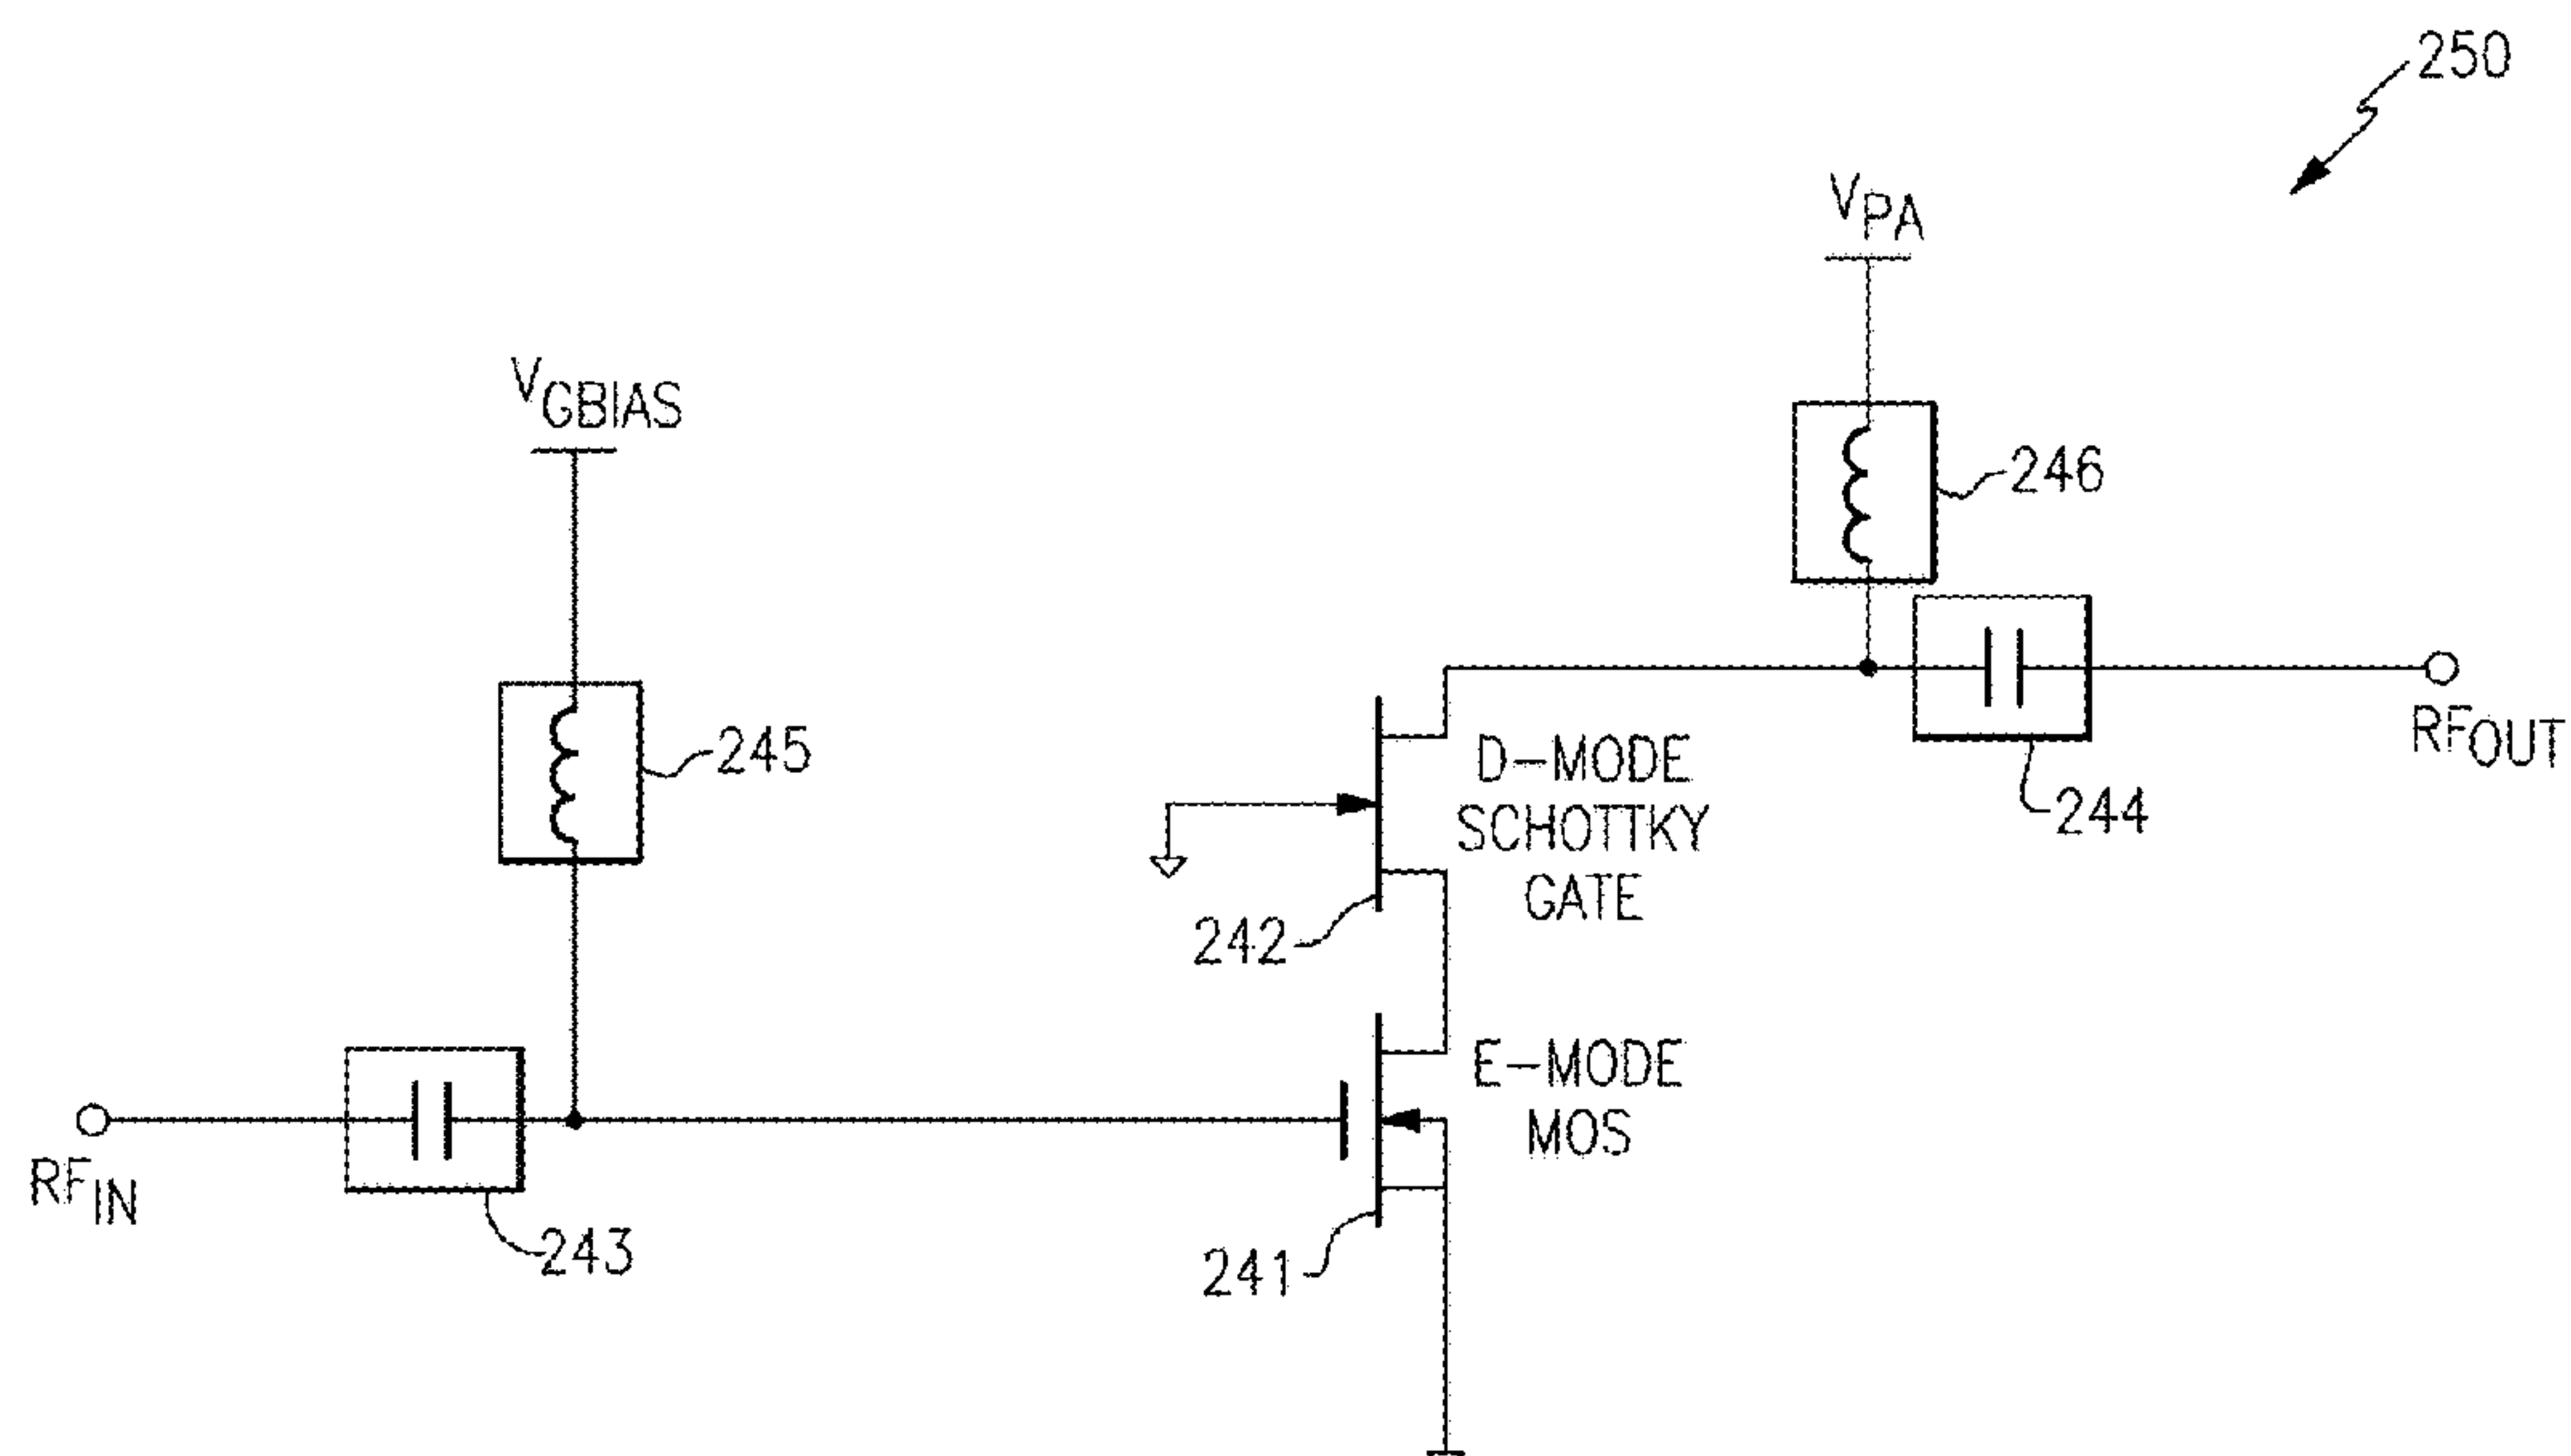 250
VPA
VGBIAS
246
245
D-MODE
SCHOTTKY
GATE
RFOUT
244
242
E-MODE
MOS
RFIN
243
241